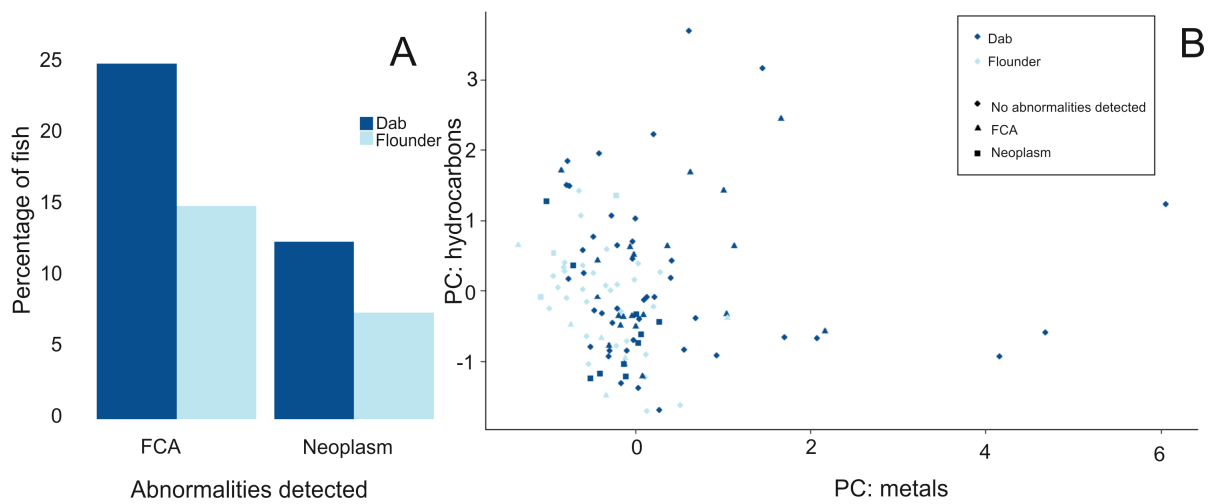 A
25
20
15
10
5
0
Percentage of fish
Dab
Flounder
FCA
Neoplasm
Abnormalities detected
B
Dab
Flounder
No abnormalities detected
FCA
Neoplasm
3
2
1
0
-1
PC: hydrocarbons
0
2
4
6
PC: metals